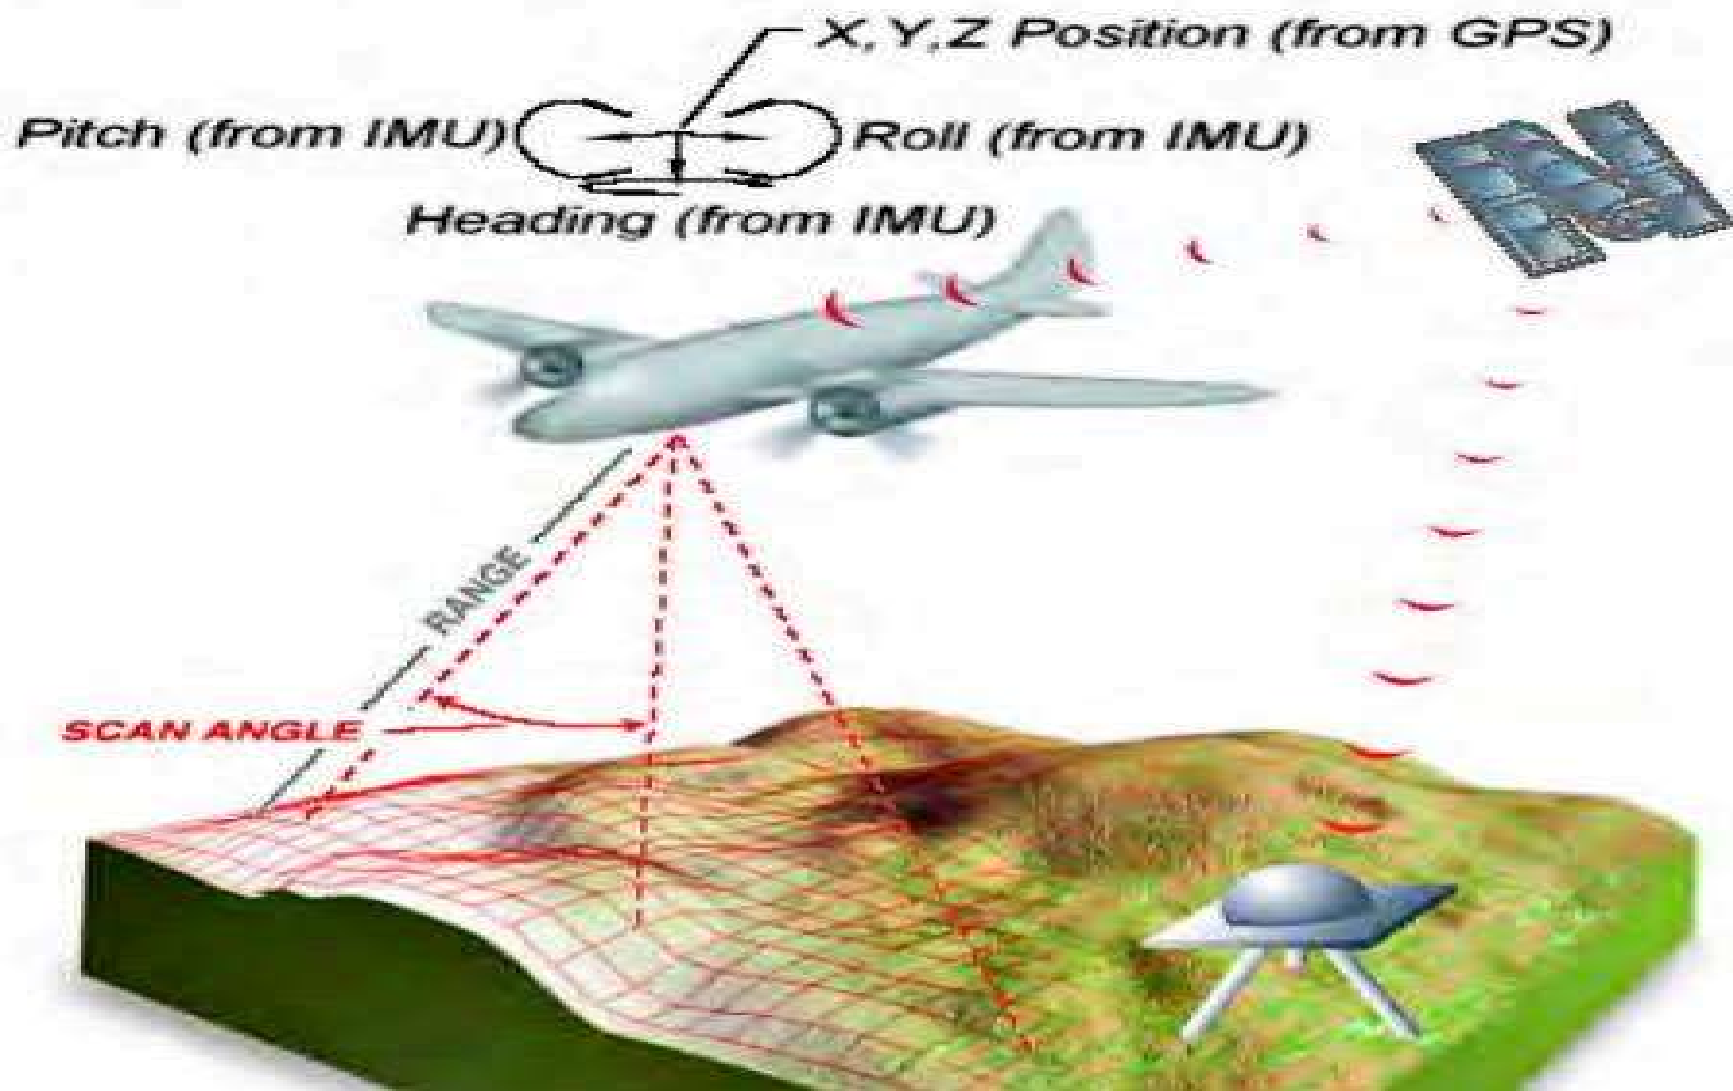 X,Y,Z Position (from GPS)
Pitch (from IMU)
Roll (from IMU)
Heading (from IMU)
RANGE
SCAN ANGLE